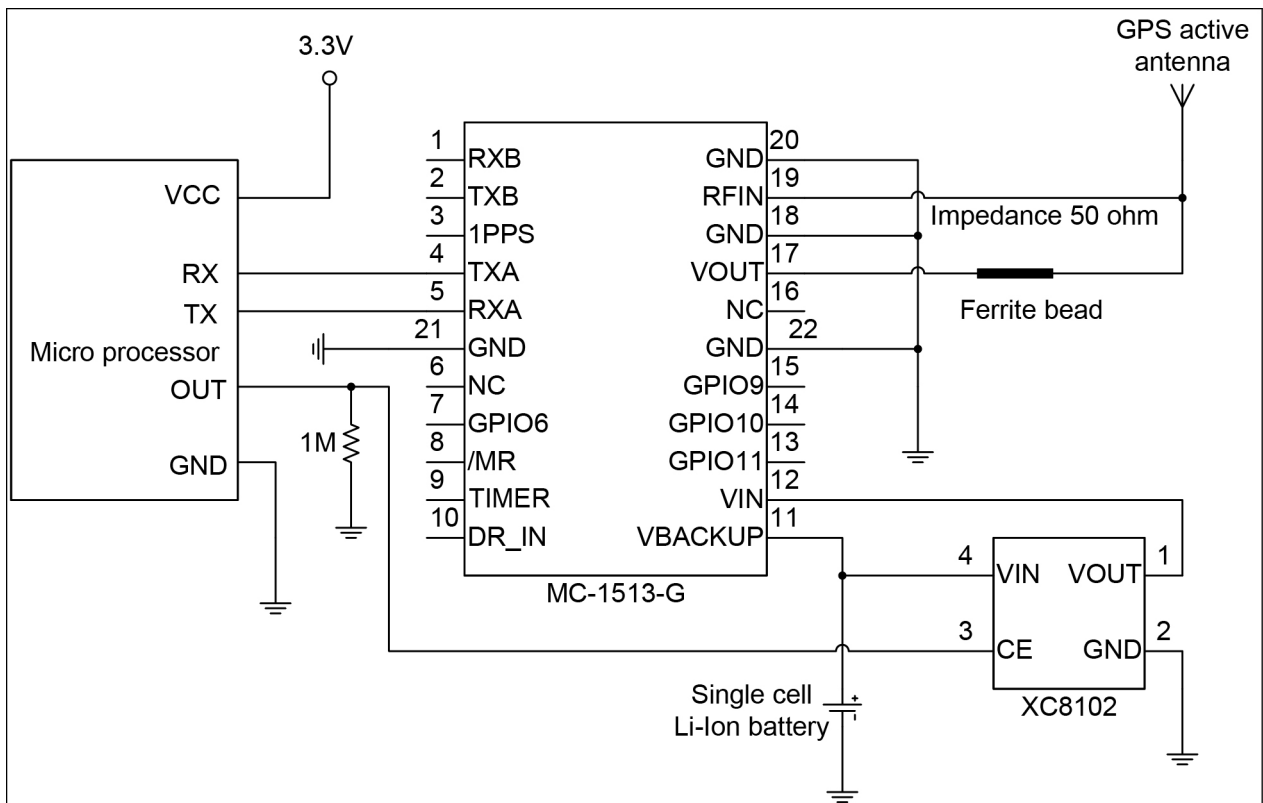 3.3V
GPS active
antenna
VCC
RX
TX
Micro processor
OUT
GND
1M
1
RXB
2
TXB
3
1PPS
4
TXA
5
RXA
21
GND
6
NC
7
GPIO6
8
/MR
9
TIMER
10
DR_IN
20
GND
19
RFIN
18
GND
17
VOUT
16
NC
22
GND
15
GPIO9
14
GPIO10
13
GPIO11
12
VIN
11
VBACKUP
MC-1513-G
Impedance 50 ohm
Ferrite bead
4
VIN
3
CE
VOUT
1
GND
2
XC8102
Single cell
Li-Ion battery
+
-